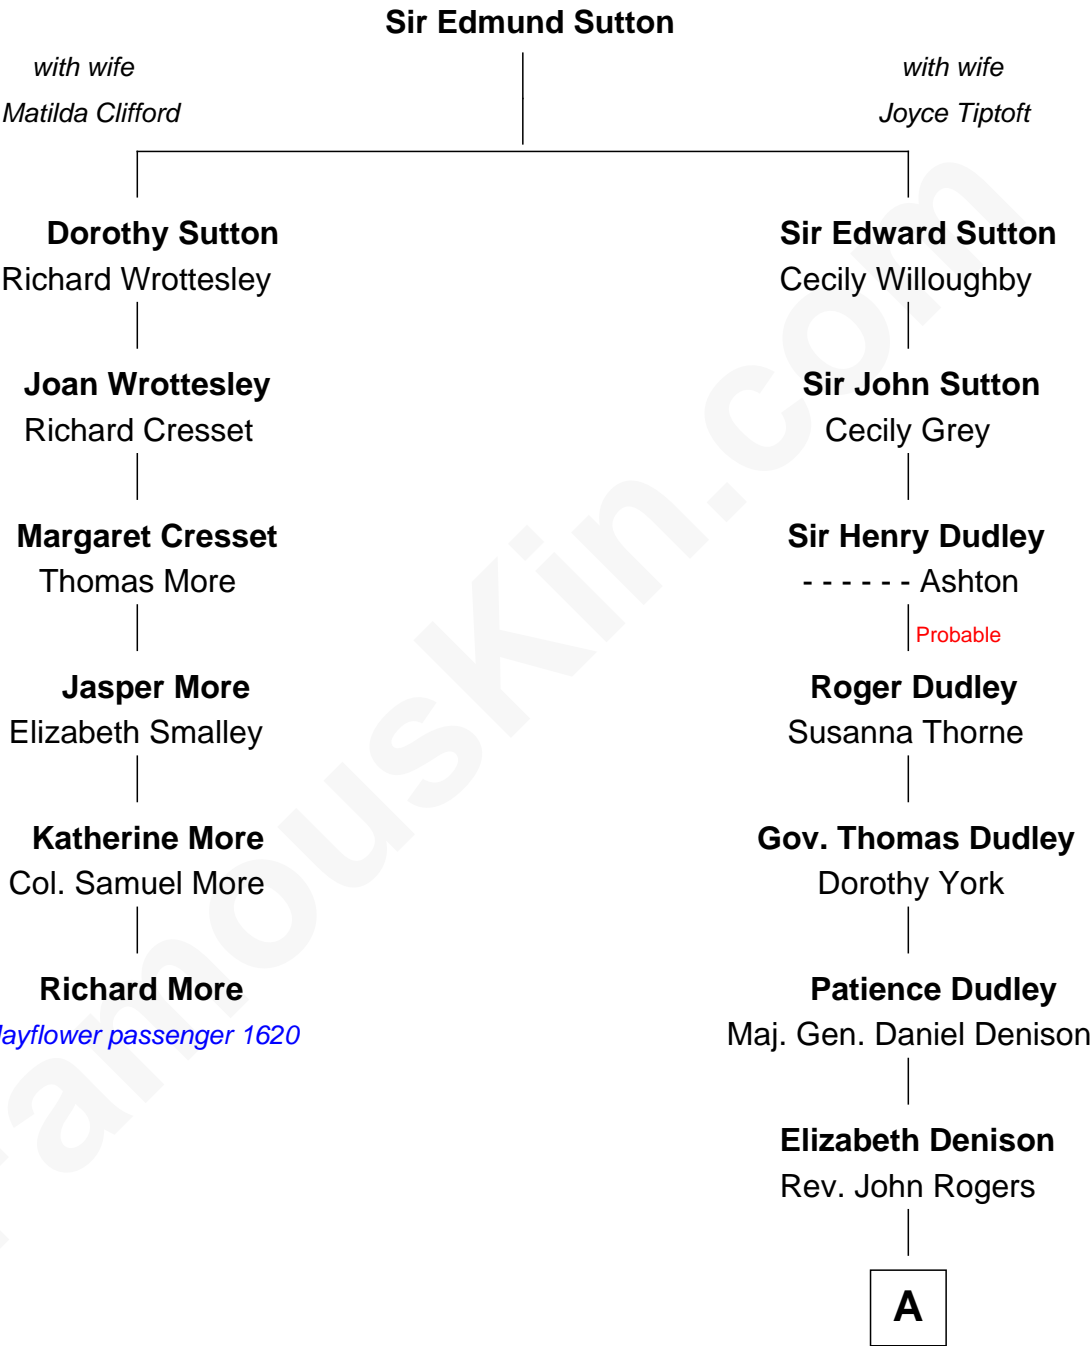 Sir Edmund Sutton
with wife
Matilda Clifford
with wife
Joyce Tiptoft
Dorothy Sutton
Richard Wrottesley
Sir Edward Sutton
Cecily Willoughby
Joan Wrottesley
Richard Cresset
Sir John Sutton
Cecily Grey
Margaret Cresset
Thomas More
Sir Henry Dudley
- - - - - - Ashton
Probable
Jasper More
Elizabeth Smalley
Roger Dudley
Susanna Thorne
Katherine More
Col. Samuel More
Gov. Thomas Dudley
Dorothy York
Richard More
ayflower passenger 1620
Patience Dudley
Maj. Gen. Daniel Denison
Elizabeth Denison
Rev. John Rogers
A
FamousKin.com